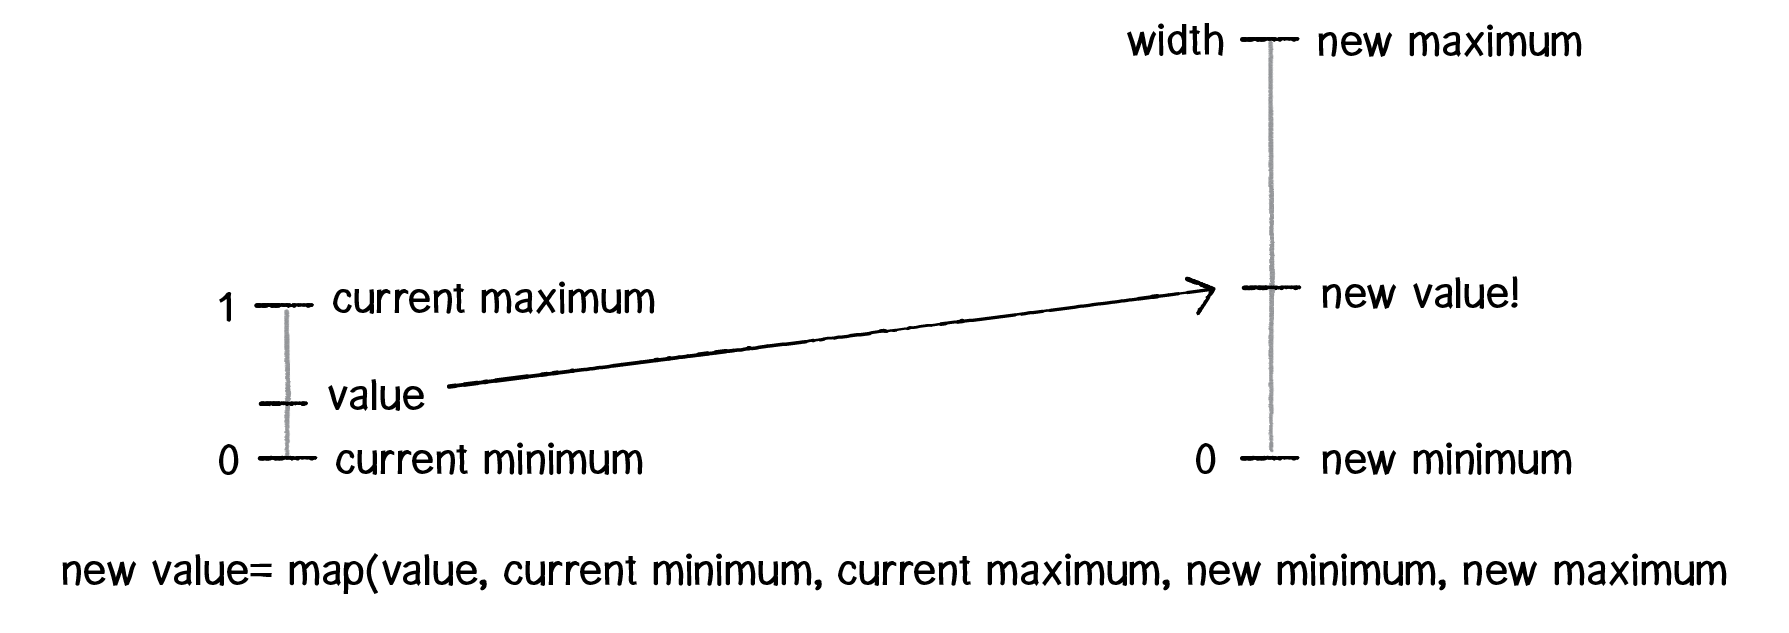 width
new maximum
1
current maximum
new value!
value
0
current minimum
0
new minimum
new value= map(value, current minimum, current maximum, new minimum, new maximum